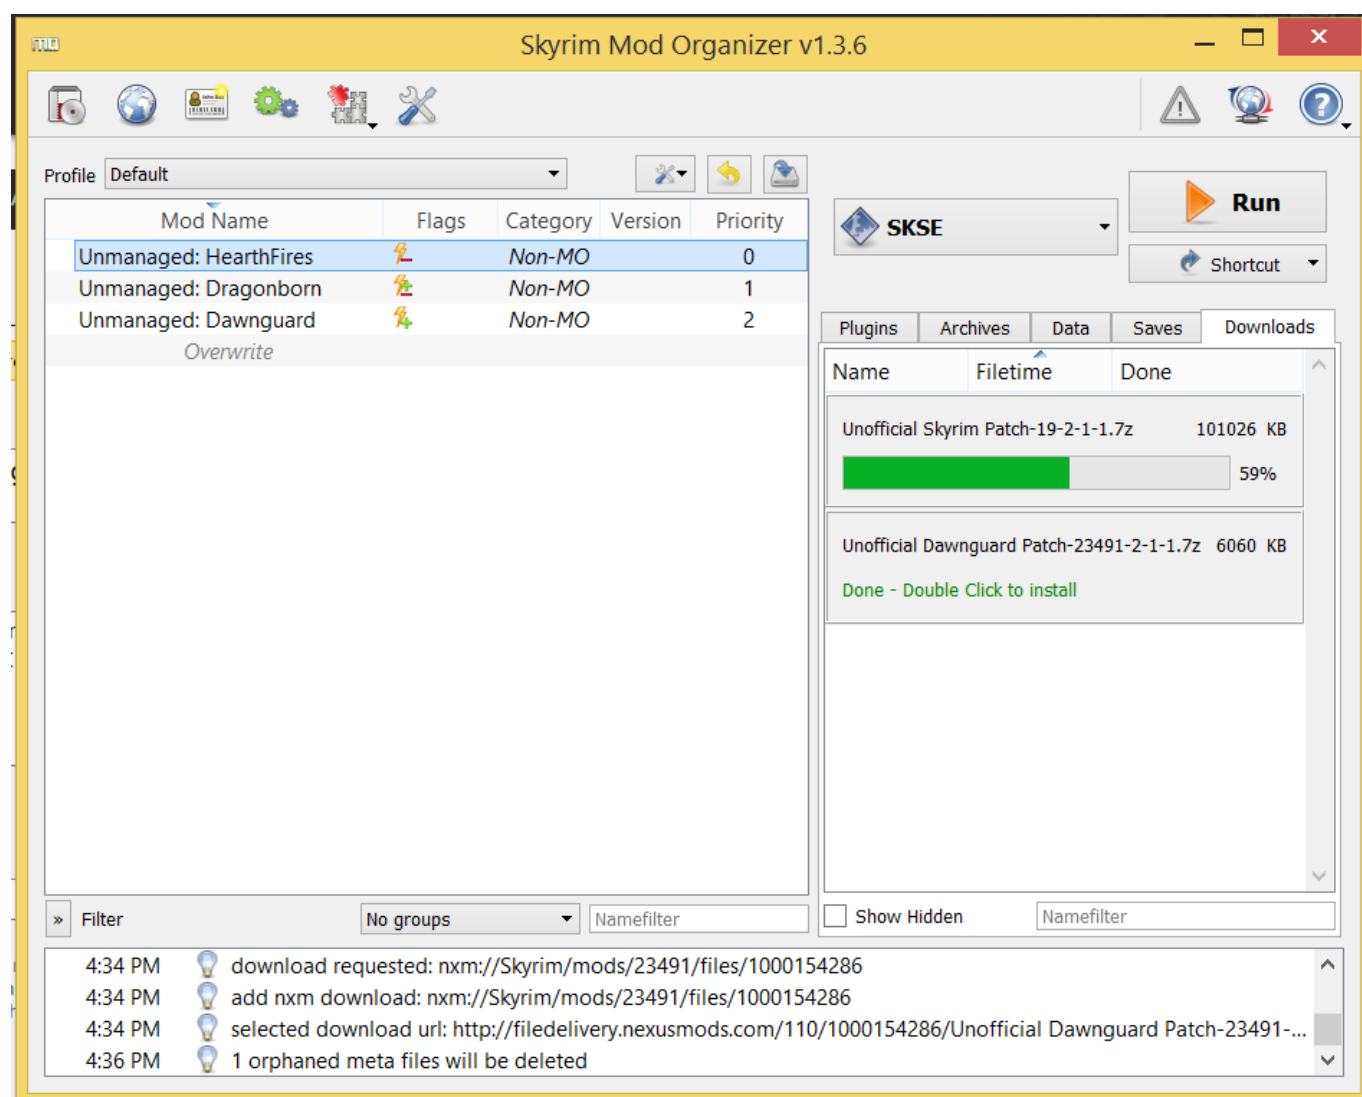 Skyrim Mod Organizer v1.3.6
Profile Default
Mod Name Flags Category Version Priority
Unmanaged: HearthFires Non-MO 0
Unmanaged: Dragonborn Non-MO 1
Unmanaged: Dawnguard Non-MO 2
Overwrite
SKSE
Run
Shortcut
Plugins Archives Data Saves Downloads
Name Filetime Done
Unofficial Skyrim Patch-19-2-1-1.7z 101026 KB
59%
Unofficial Dawnguard Patch-23491-2-1-1.7z 6060 KB
Done - Double Click to install
» Filter No groups Namefilter
Show Hidden Namefilter
4:34 PM download requested: nxm://Skyrim/mods/23491/files/1000154286
4:34 PM add nxm download: nxm://Skyrim/mods/23491/files/1000154286
4:34 PM selected download url: http://filedelivery.nexusmods.com/110/1000154286/Unofficial Dawnguard Patch-23491-...
4:36 PM 1 orphaned meta files will be deleted